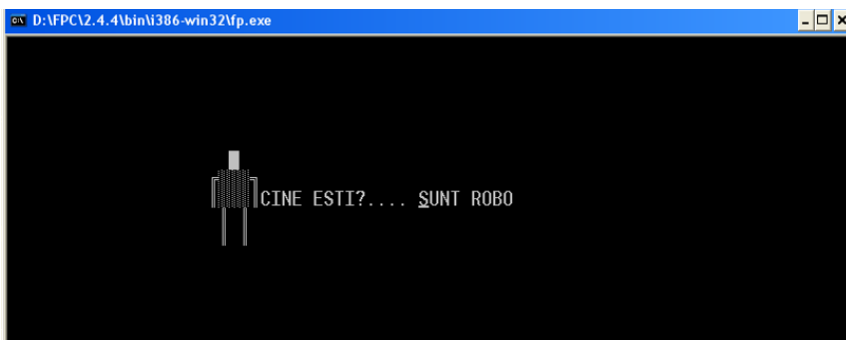 D:\FPC\2.4.4\bin\i386-win32\fp.exe
CINE ESTI?.... SUNT ROBO